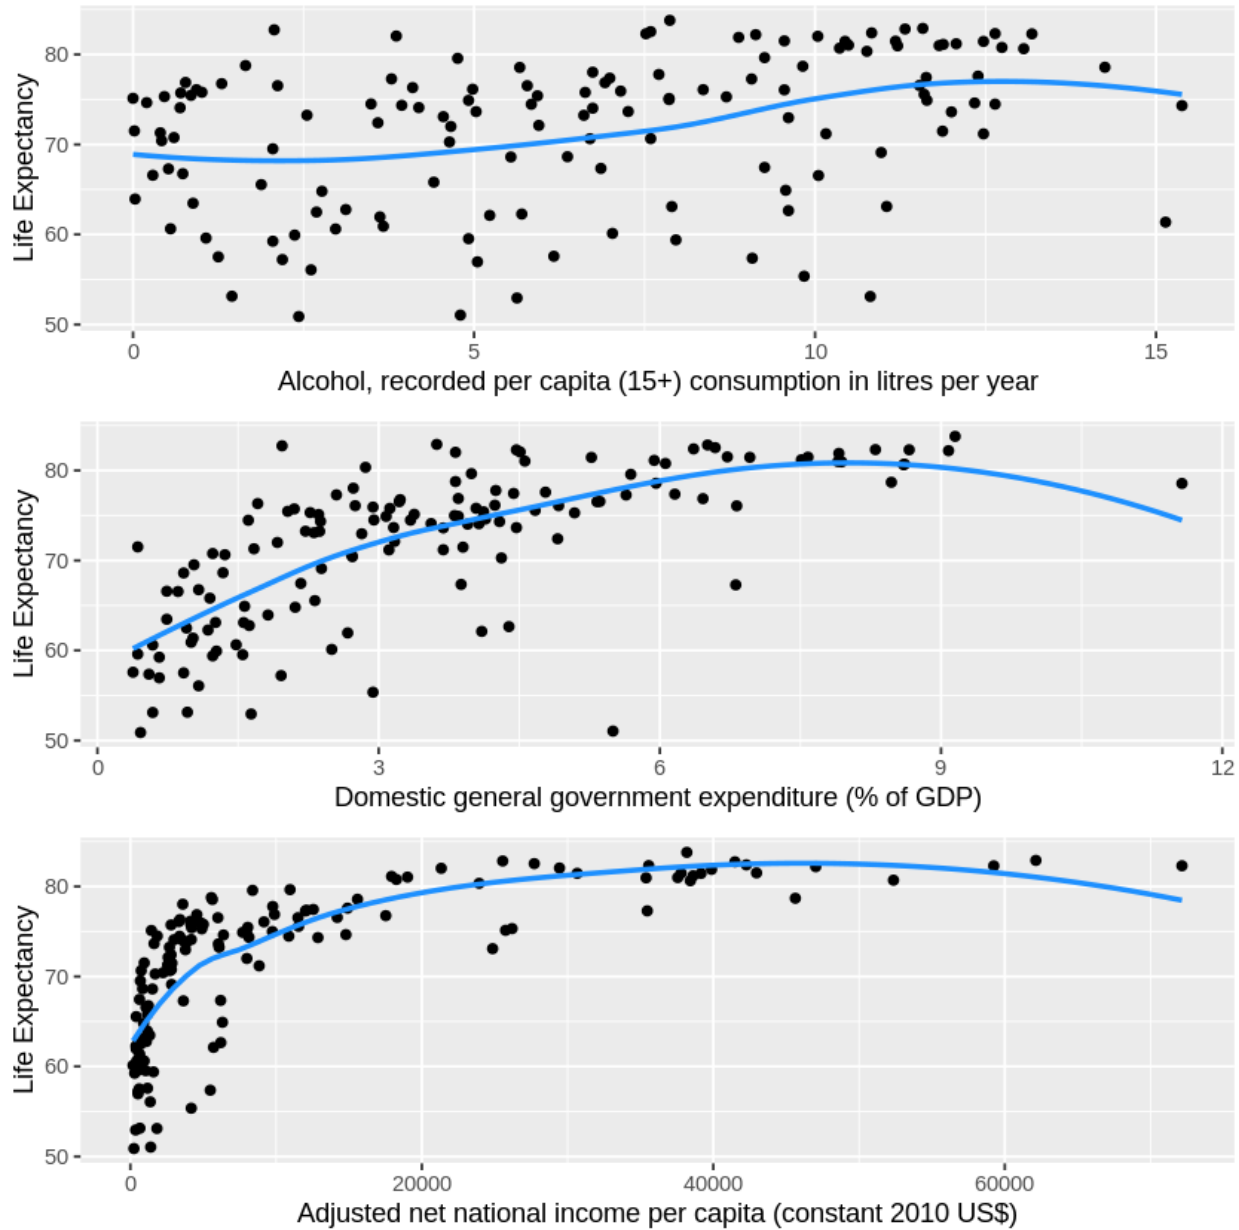 Life Expectancy
80
70
60
50
0 5 10 15
Alcohol, recorded per capita (15+) consumption in litres per year
Life Expectancy
80
70
60
50
0 3 6 9 12
Domestic general government expenditure (% of GDP)
Life Expectancy
80
70
60
50
0 20000 40000 60000
Adjusted net national income per capita (constant 2010 US$)